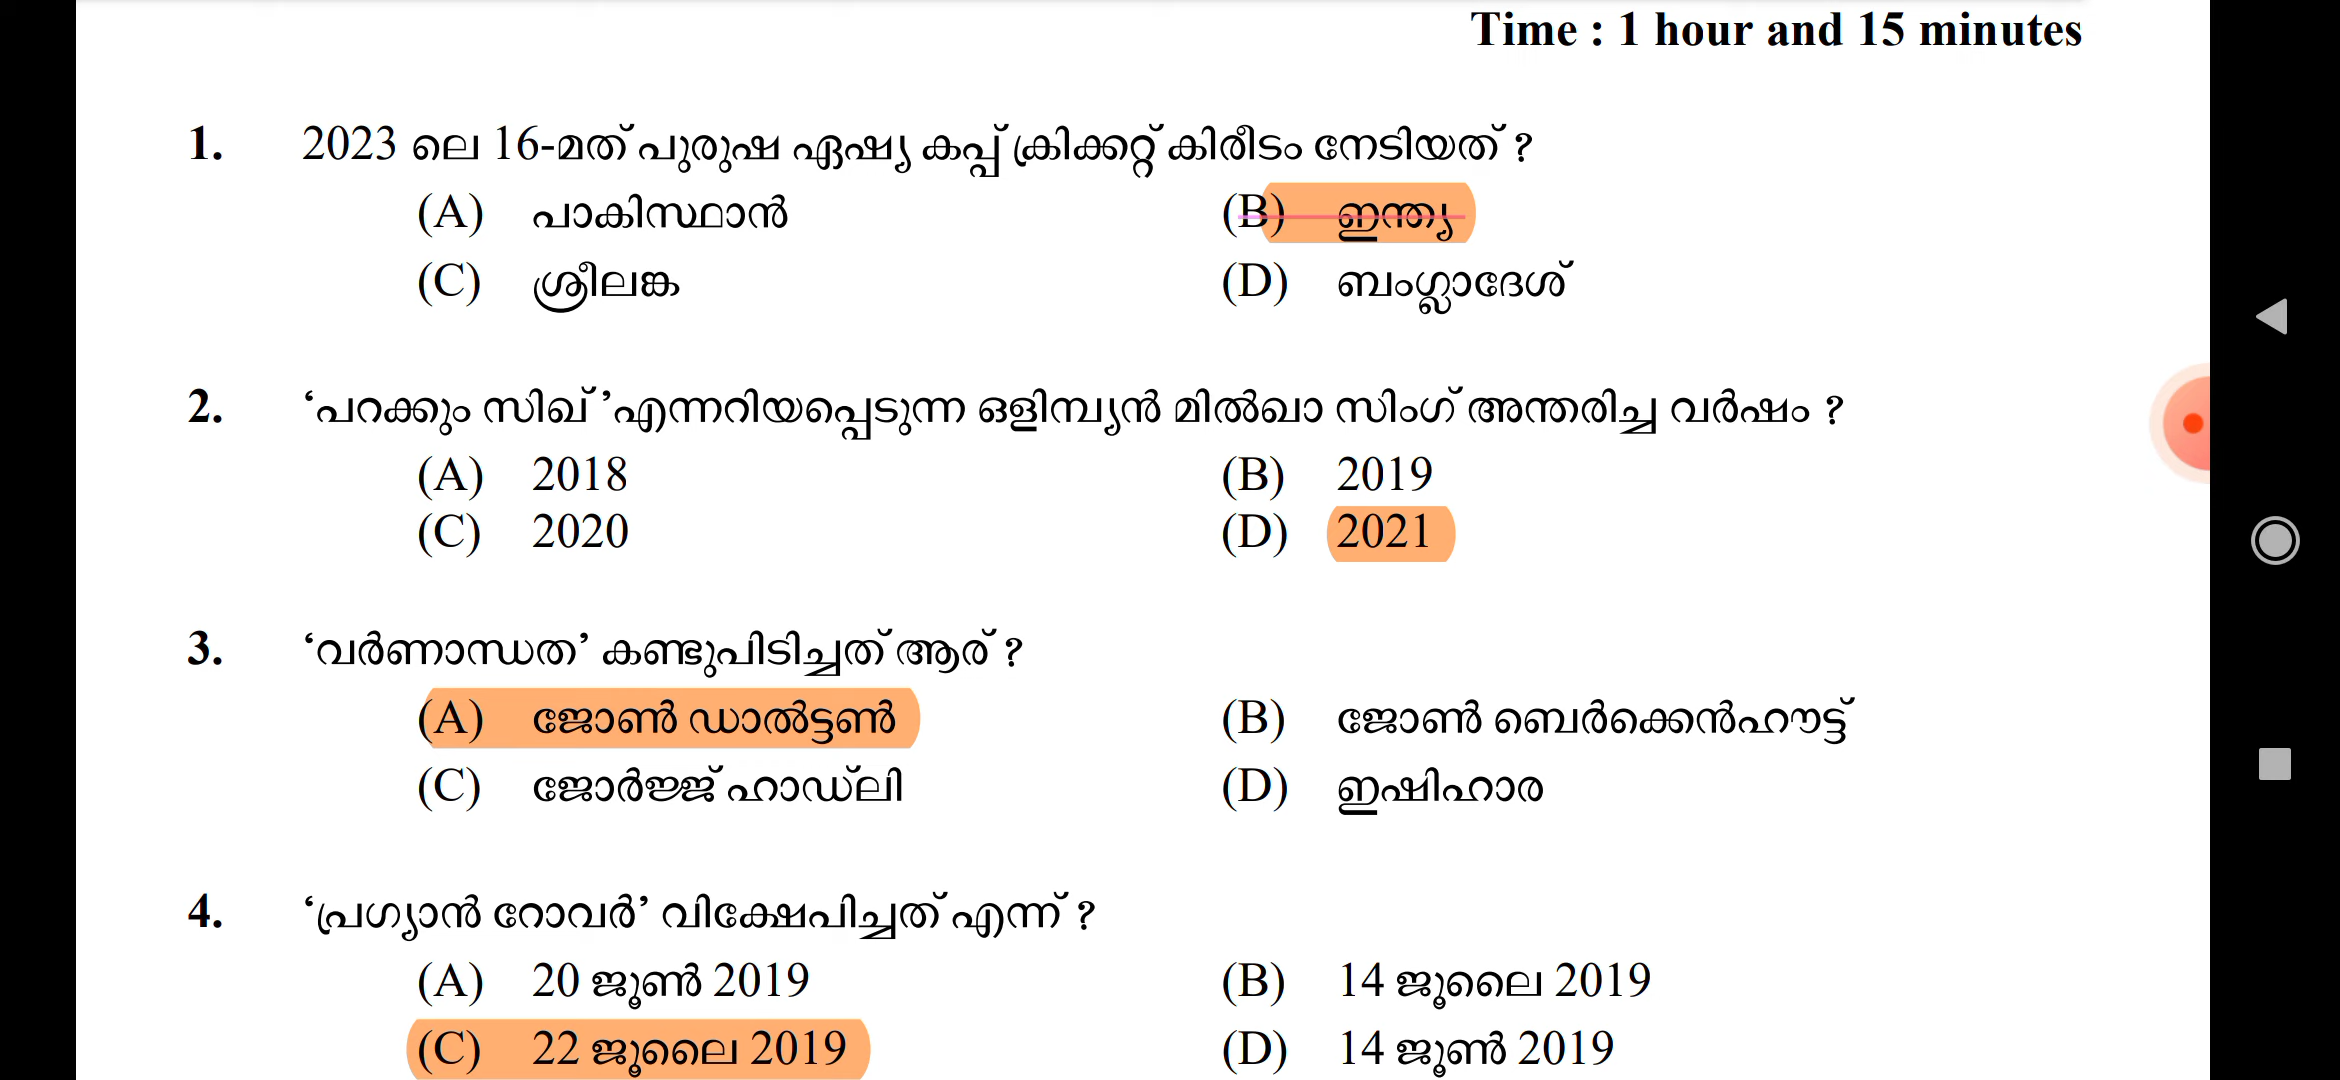 Time : 1 hour and 15 minutes
1. 2023 ലെ 16-മത് പുരുഷ ഏഷ്യ കപ്പ് ക്രിക്കറ്റ് കിരീടം നേടിയത് ?
(A) പാകിസ്ഥാൻ (B) ഇന്ത്യ
(C) ശ്രീലങ്ക (D) ബംഗ്ലാദേശ്
2. ‘പറക്കും സിഖ് ’എന്നറിയപ്പെടുന്ന ഒളിമ്പ്യൻ മിൽഖാ സിംഗ് അന്തരിച്ച വർഷം ?
(A) 2018 (B) 2019
(C) 2020 (D) 2021
3. ‘വർണാന്ധത’ കണ്ടുപിടിച്ചത് ആര് ?
(A) ജോൺ ഡാൽട്ടൺ (B) ജോൺ ബെർക്കെൻഹൗട്ട്
(C) ജോർജ്ജ് ഹാഡ്‌ലി (D) ഇഷിഹാര
4. ‘പ്രഗ്യാൻ റോവർ’ വിക്ഷേപിച്ചത് എന്ന് ?
(A) 20 ജൂൺ 2019 (B) 14 ജൂലൈ 2019
(C) 22 ജൂലൈ 2019 (D) 14 ജൂൺ 2019